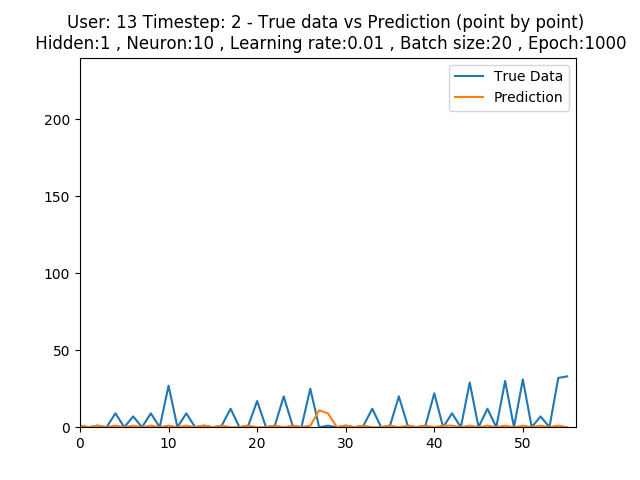 User: 13 Timestep: 2 - True data vs Prediction (point by point)
Hidden:1 , Neuron:10 , Learning rate:0.01 , Batch size:20 , Epoch:1000
True Data
Prediction
200
150
100
50
0
0 10 20 30 40 50